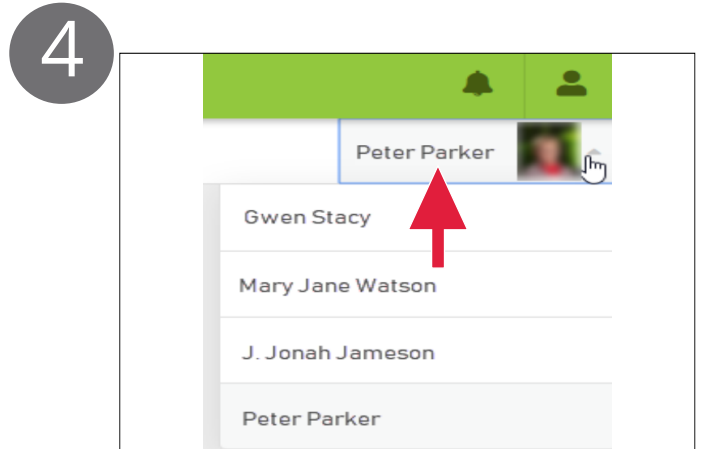 4
Peter Parker
Gwen Stacy
Mary Jane Watson
J. Jonah Jameson
Peter Parker